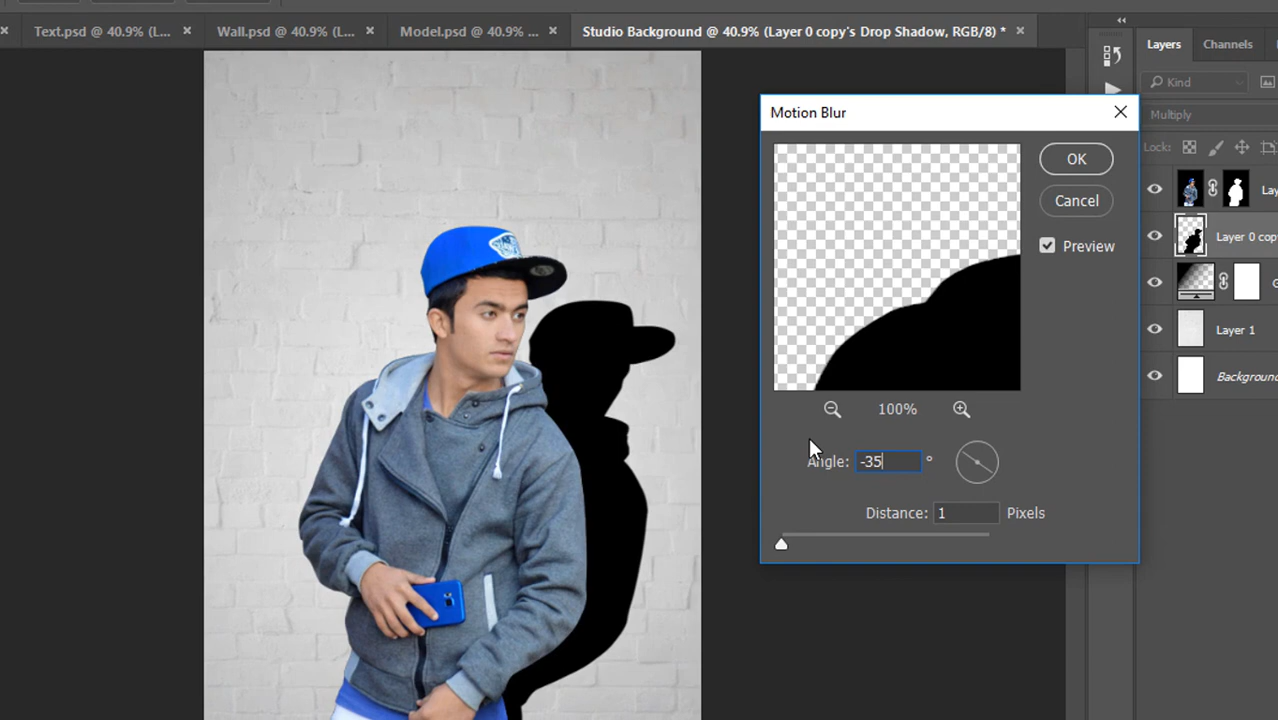 Text.psd @ 40.9% (L...
Wall.psd @ 40.9% (L...
Model.psd @ 40.9% ...
Studio Background @ 40.9% (Layer 0 copy's Drop Shadow, RGB/8) *
Layers
Channels
Kind
Motion Blur
Multiply
OK
Lock:
Cancel
Lay
Preview
Layer 0 copy
G
Layer 1
Background
100%
Angle: -35 °
Distance: 1 Pixels